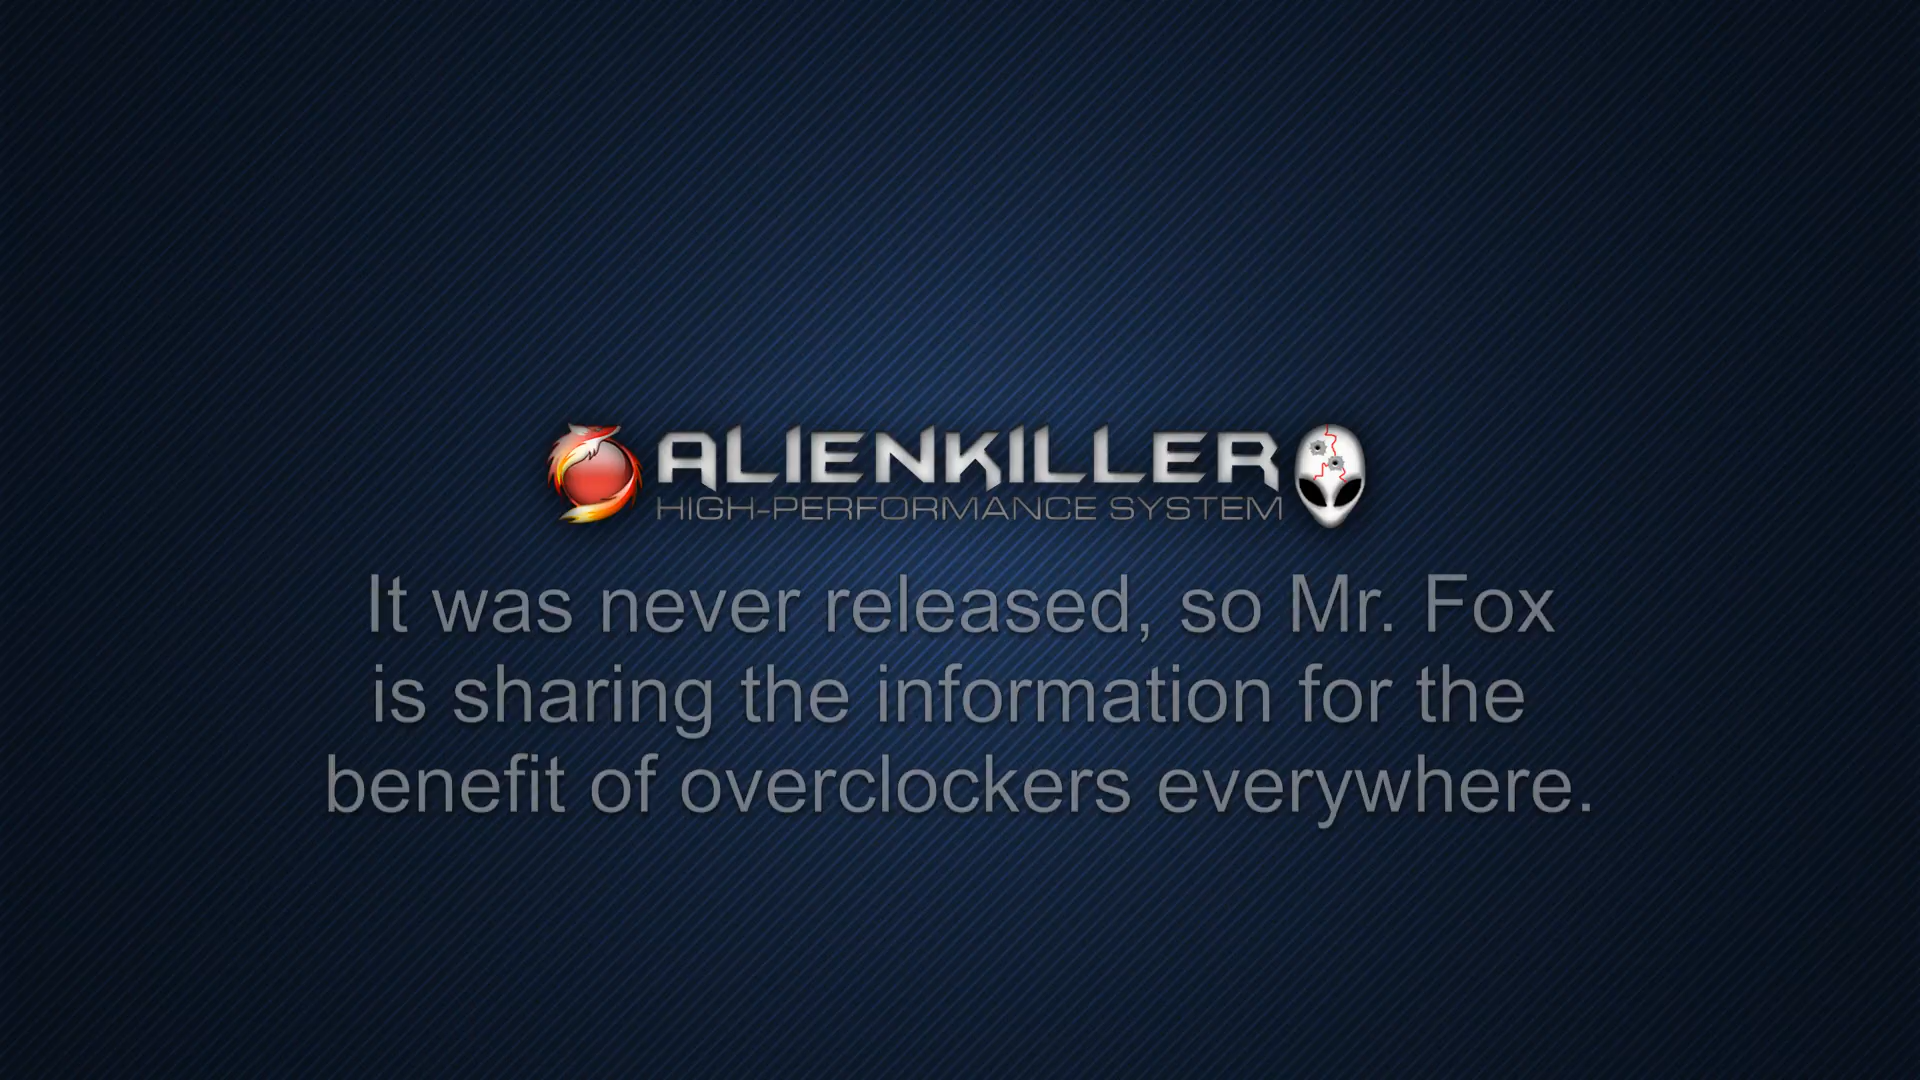 ALIENKILLER
HIGH-PERFORMANCE SYSTEM
It was never released, so Mr. Fox
is sharing the information for the
benefit of overclockers everywhere.